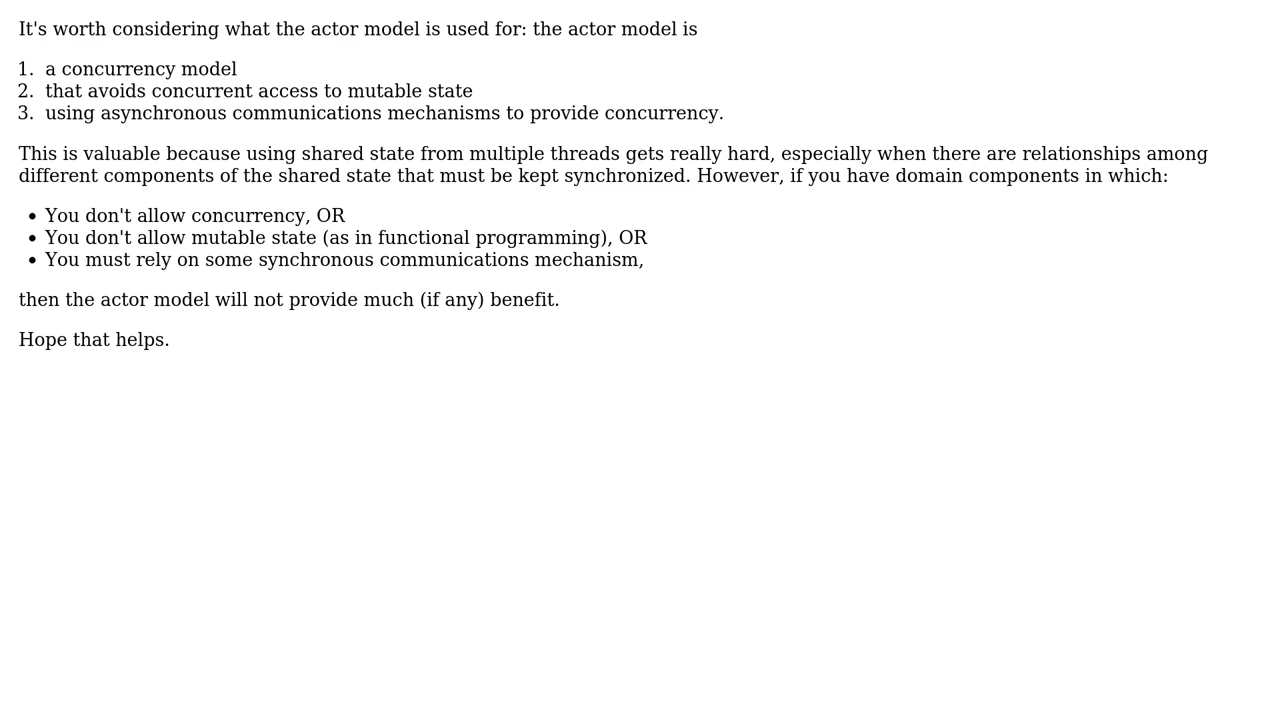 It's worth considering what the actor model is used for: the actor model is
1. a concurrency model
2. that avoids concurrent access to mutable state
3. using asynchronous communications mechanisms to provide concurrency.
This is valuable because using shared state from multiple threads gets really hard, especially when there are relationships among
different components of the shared state that must be kept synchronized. However, if you have domain components in which:
• You don't allow concurrency, OR
• You don't allow mutable state (as in functional programming), OR
• You must rely on some synchronous communications mechanism,
then the actor model will not provide much (if any) benefit.
Hope that helps.